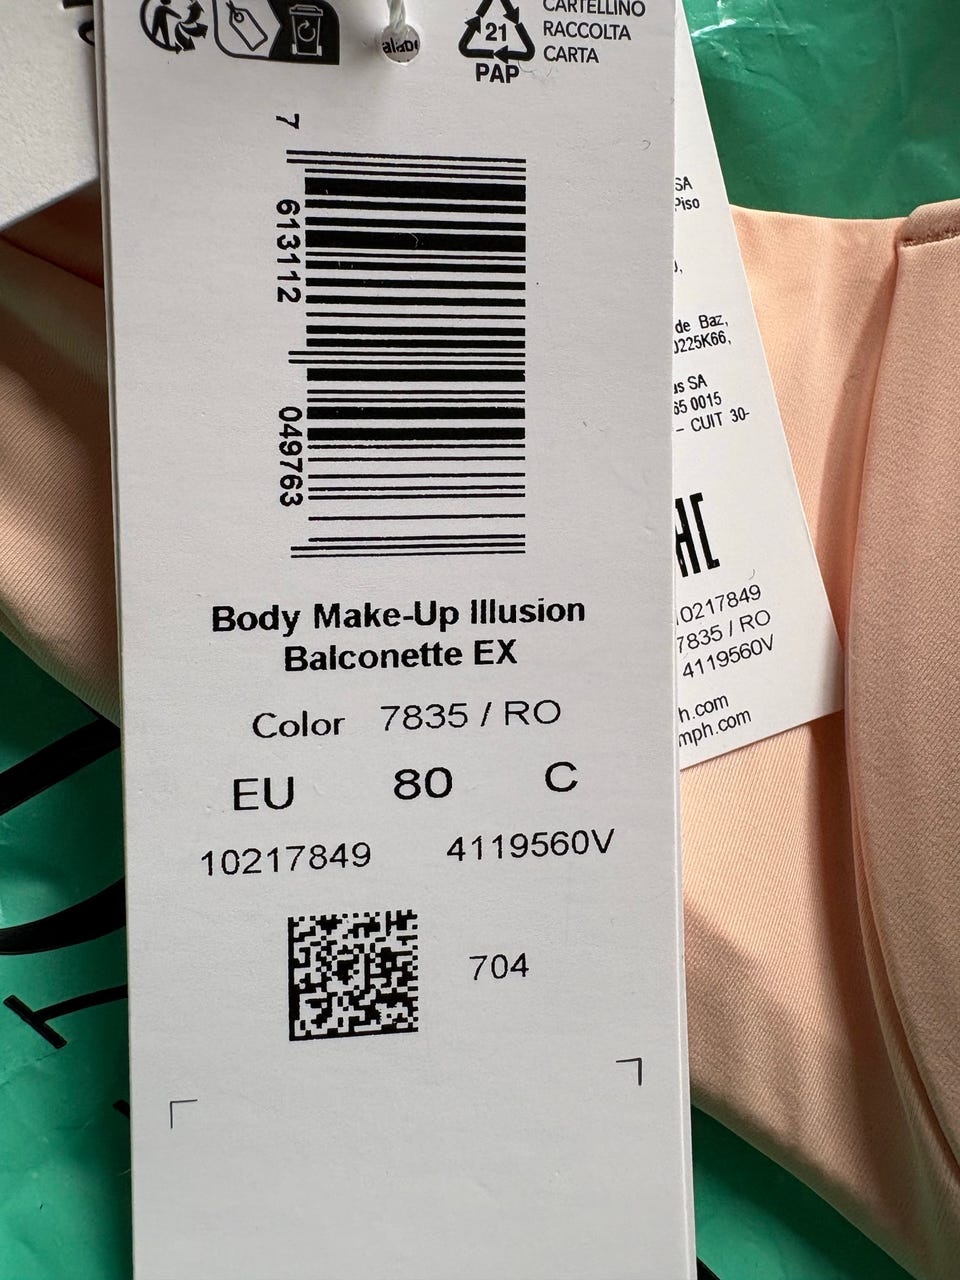 CARTELLINO
RACCOLTA
CARTA
21
PAP
7
613112
049763
Body Make-Up Illusion
Balconette EX
Color 7835 / RO
EU 80 C
10217849 4119560V
704
SA
Piso
de Baz,
J225K66,
us SA
65 0015
– CUIT 30-
EAC
10217849
7835 / RO
4119560V
h.com
mph.com